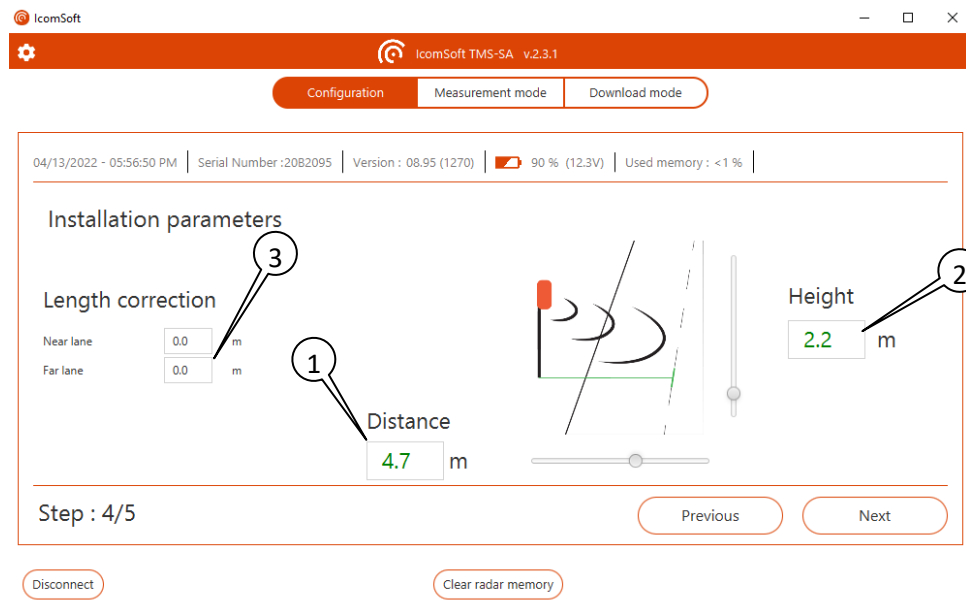 IcomSoft
IcomSoft TMS-SA v.2.3.1
Configuration Measurement mode Download mode
04/13/2022 - 05:56:50 PM Serial Number :20B2095 Version : 08.95 (1270) 90 % (12.3V) Used memory : <1 %
Installation parameters
3
2
Length correction
Height
Near lane 0.0 m
2.2 m
1
Far lane 0.0 m
Distance
4.7 m
Step : 4/5
Previous Next
Disconnect Clear radar memory